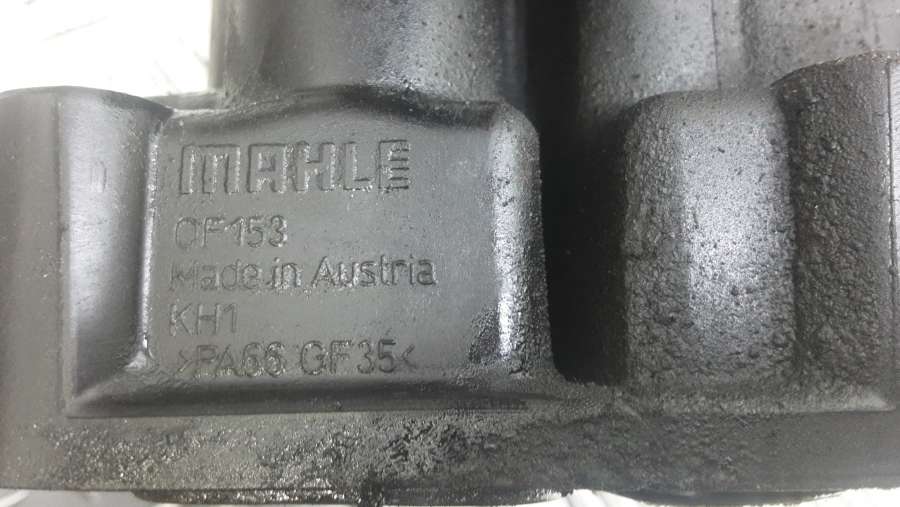 MAHLE
OF153
Made in Austria
KH1
>PA66 GF35<